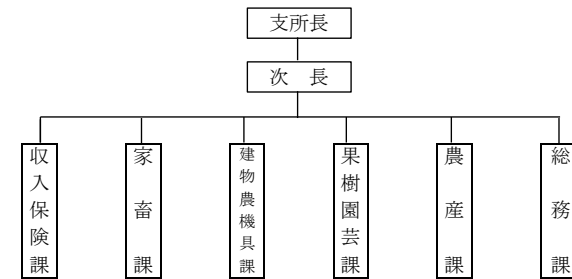 支所長
次 長
収入保険課
家畜課
建物農機具課
果樹園芸課
農産課
総務課